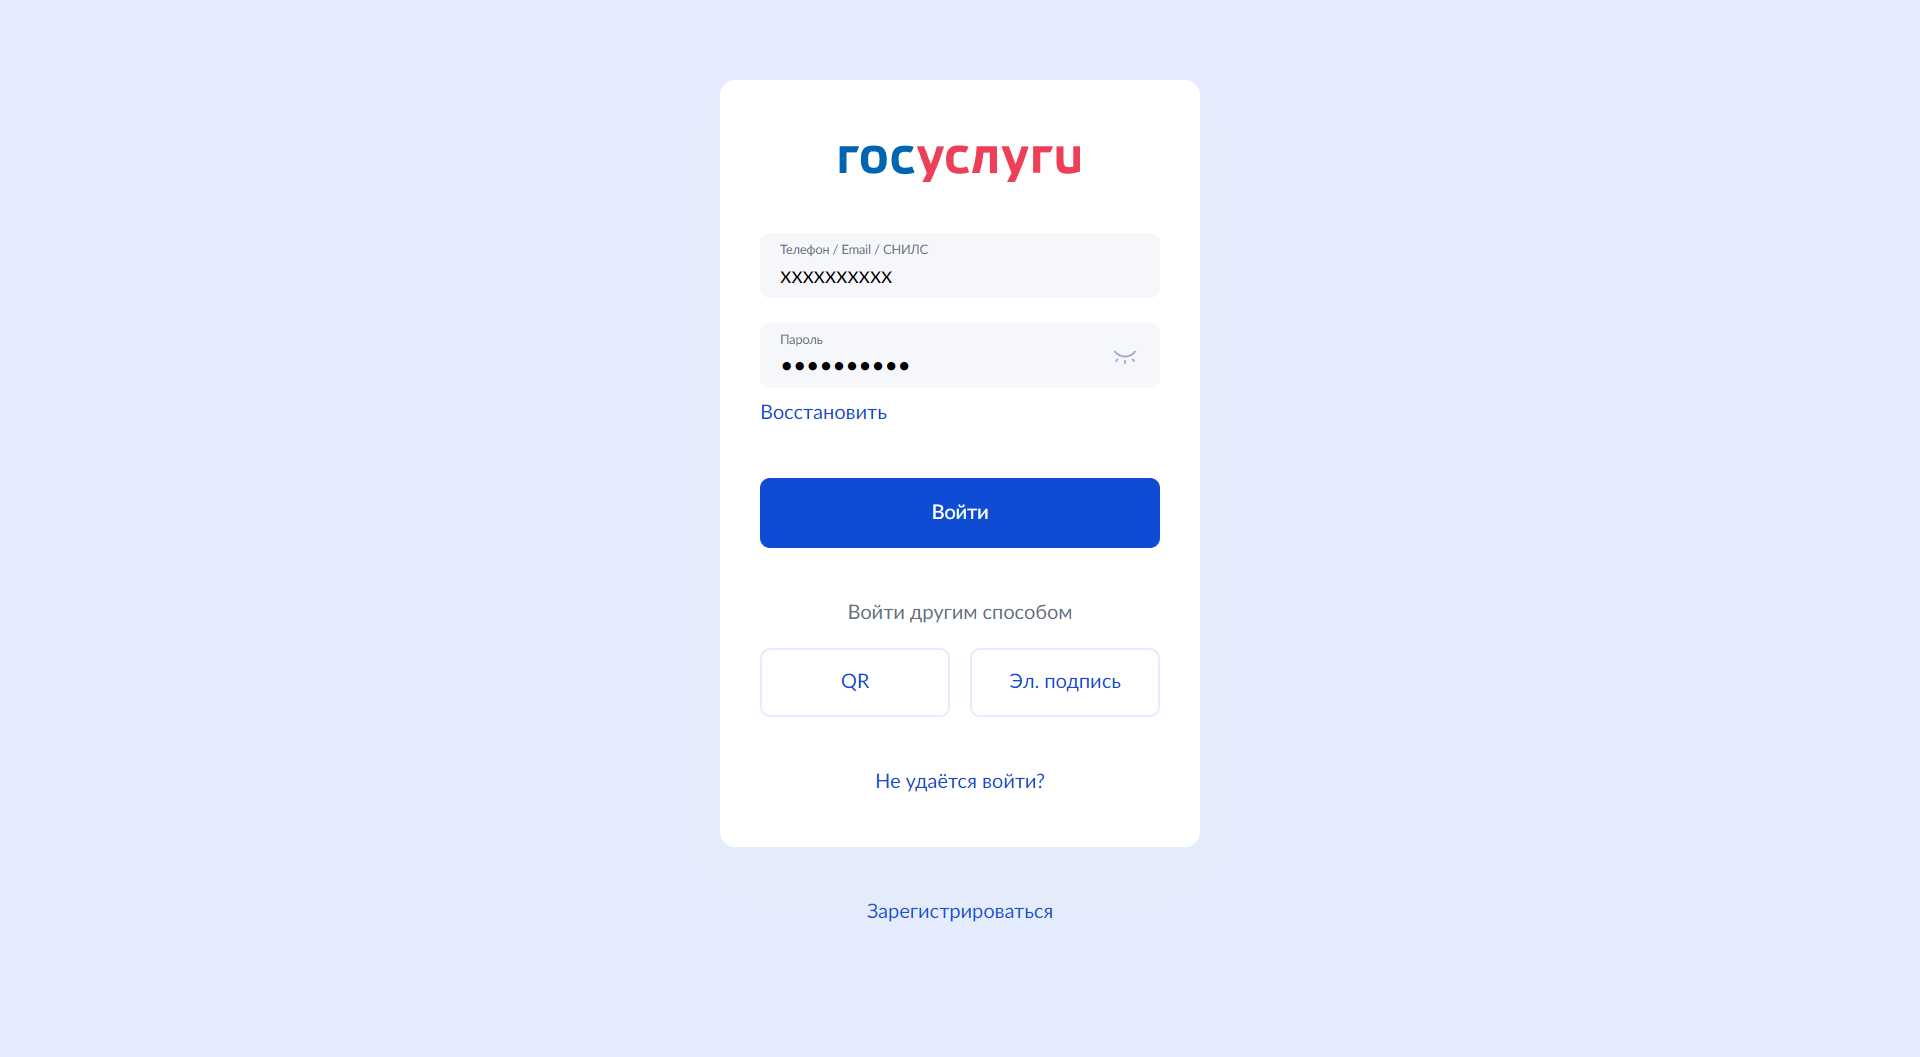 госуслуги
Телефон / Email / СНИЛС
xxxxxxxxxx
Пароль
••••••••••
Восстановить
Войти
Войти другим способом
QR
Эл. подпись
Не удаётся войти?
Зарегистрироваться